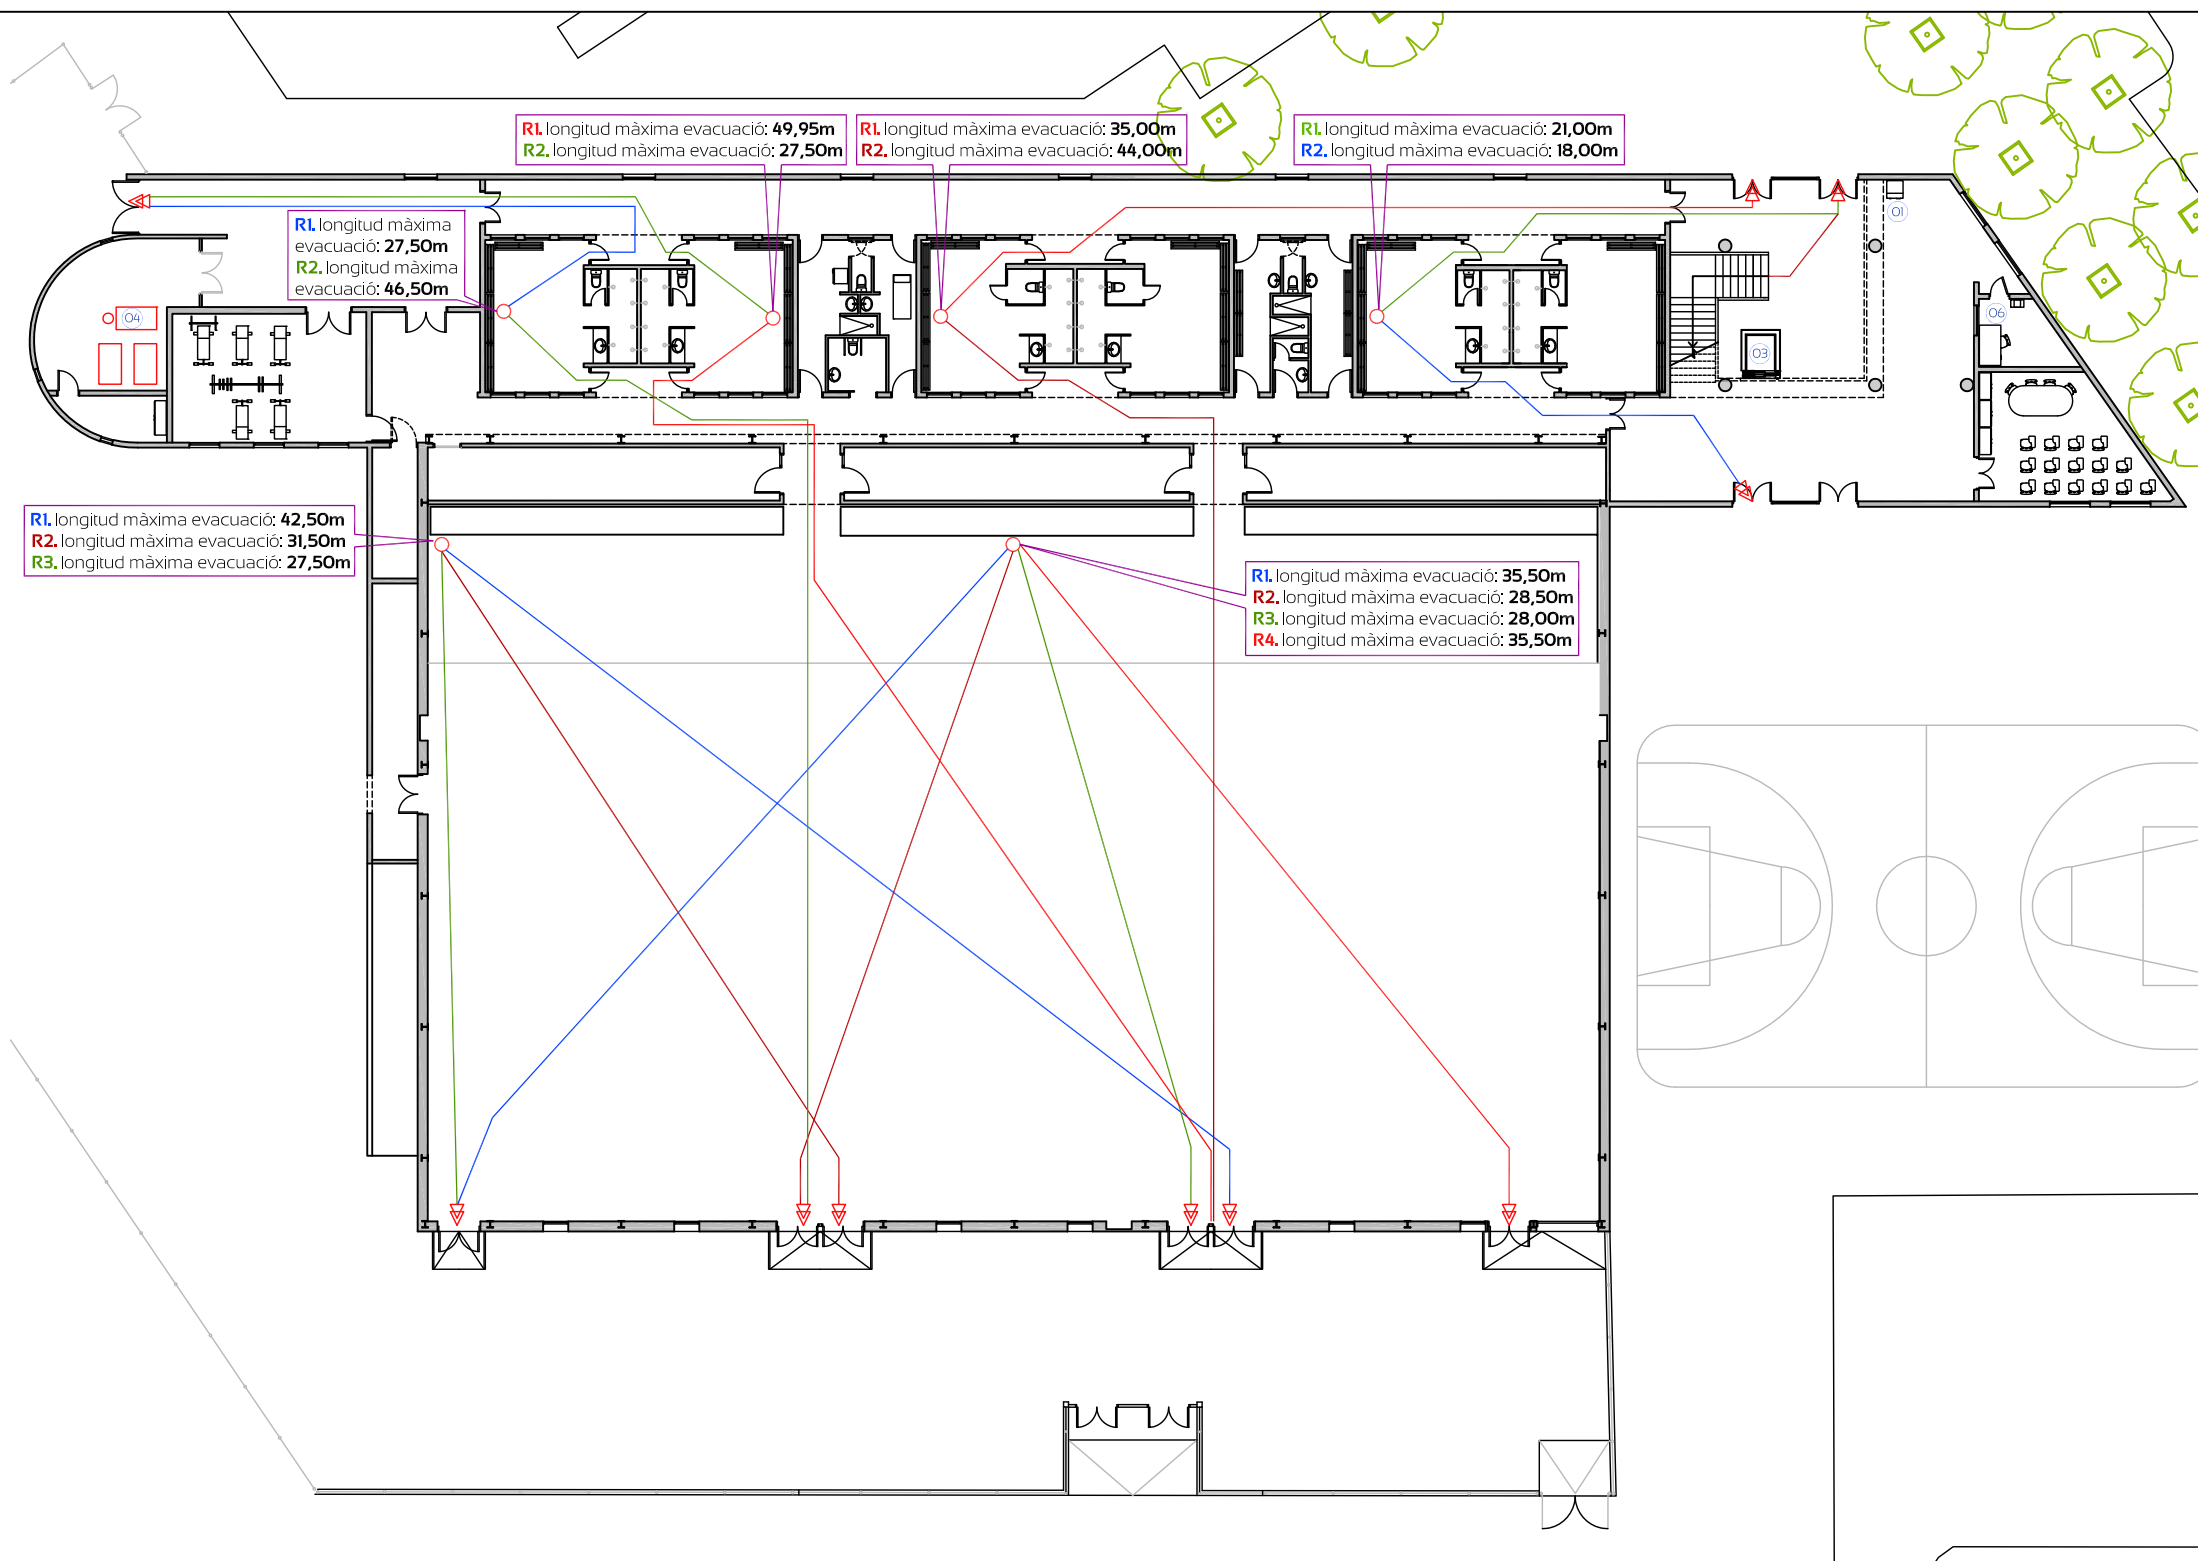 R1. longitud màxima evacuació: 49,95m
R2. longitud màxima evacuació: 27,50m
R1. longitud màxima evacuació: 35,00m
R2. longitud màxima evacuació: 44,00m
R1. longitud màxima evacuació: 21,00m
R2. longitud màxima evacuació: 18,00m
R1. longitud màxima
evacuació: 27,50m
R2. longitud màxima
evacuació: 46,50m
01
04
06
03
R1. longitud màxima evacuació: 42,50m
R2. longitud màxima evacuació: 31,50m
R3. longitud màxima evacuació: 27,50m
R1. longitud màxima evacuació: 35,50m
R2. longitud màxima evacuació: 28,50m
R3. longitud màxima evacuació: 28,00m
R4. longitud màxima evacuació: 35,50m